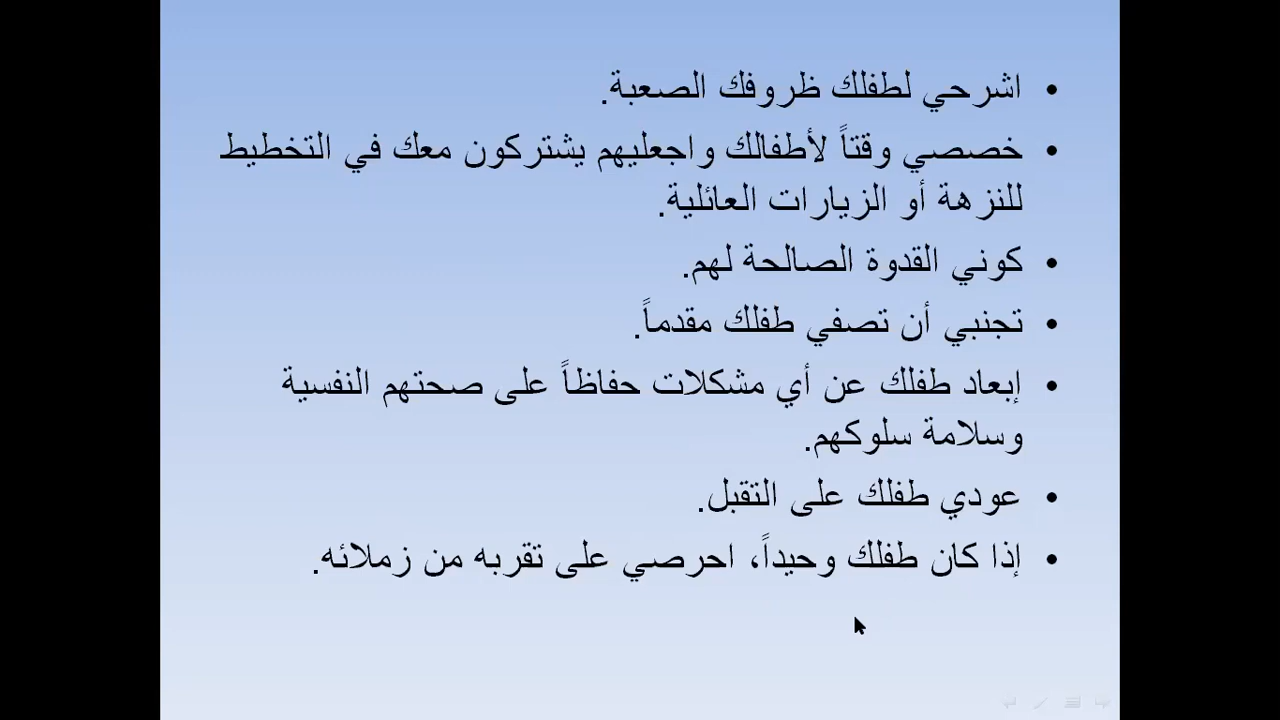 • اشرحي لطفلك ظروفك الصعبة.
• خصصي وقتاً لأطفالك واجعليهم يشتركون معك في التخطيط
للنزهة أو الزيارات العائلية.
• كوني القدوة الصالحة لهم.
• تجنبي أن تصفي طفلك مقدماً.
• إبعاد طفلك عن أي مشكلات حفاظاً على صحتهم النفسية
وسلامة سلوكهم.
• عودي طفلك على التقبل.
• إذا كان طفلك وحيداً، احرصي على تقربه من زملائه.